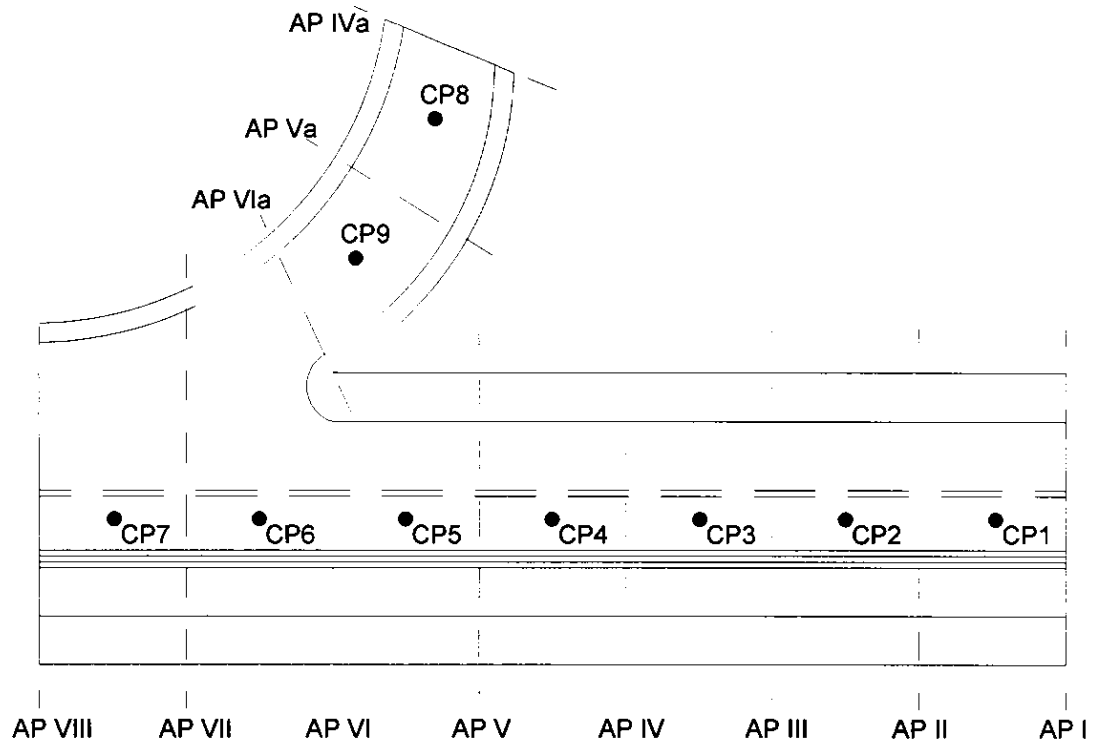 AP IVa
CP8
AP Va
AP VIa
CP9
CP7 CP6 CP5 CP4 CP3 CP2 CP1
AP VIII AP VII AP VI AP V AP IV AP III AP II AP I